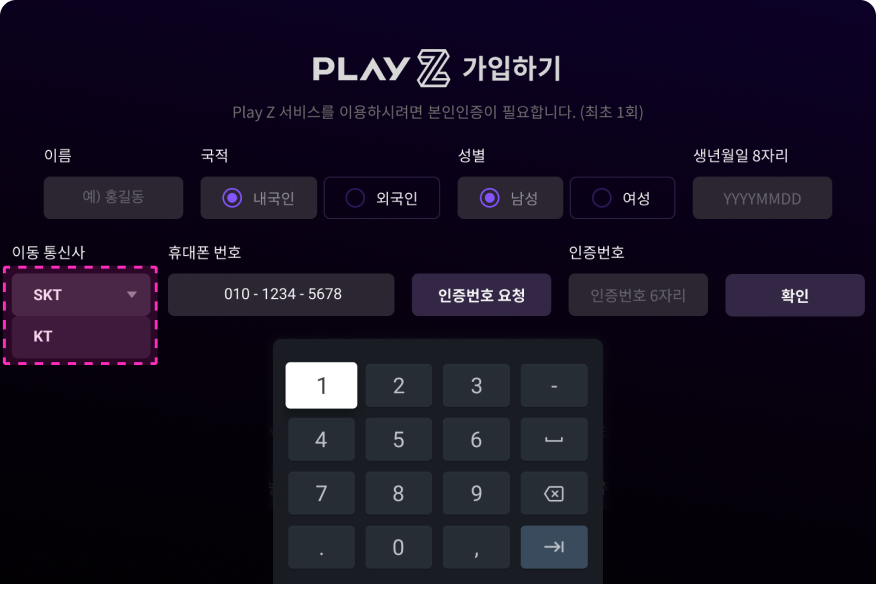 PLAY Z 가입하기
Play Z 서비스를 이용하시려면 본인인증이 필요합니다. (최초 1회)
이름 국적 성별 생년월일 8자리
예) 홍길동 내국인 외국인 남성 여성 YYYYMMDD
이동 통신사 휴대폰 번호 인증번호
SKT 010 - 1234 - 5678 인증번호 요청 인증번호 6자리 확인
KT
1 2 3 -
4 5 6
7 8 9
. 0 ,